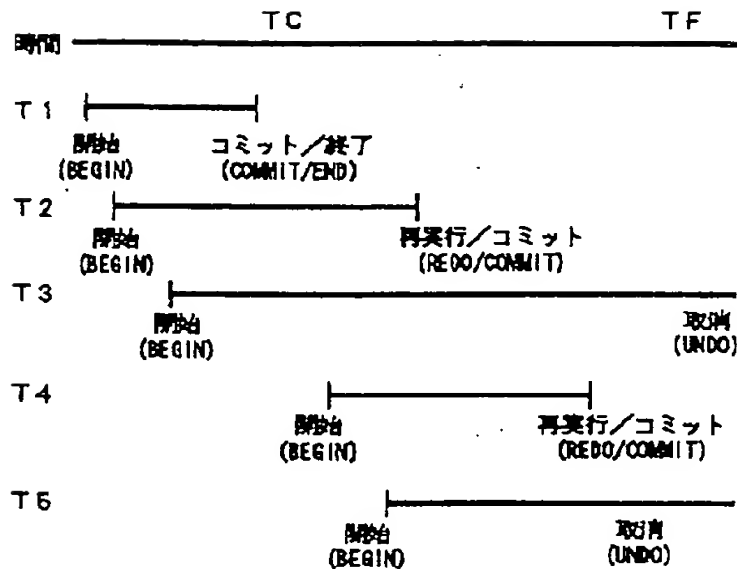 TC TF
時間
T1
開始 コミット／終了
(BEGIN) (COMMIT/END)
T2
開始 再実行／コミット
(BEGIN) (REDO/COMMIT)
T3
開始 取消
(BEGIN) (UNDO)
T4
開始 再実行／コミット
(BEGIN) (REDO/COMMIT)
T5
開始 取消
(BEGIN) (UNDO)